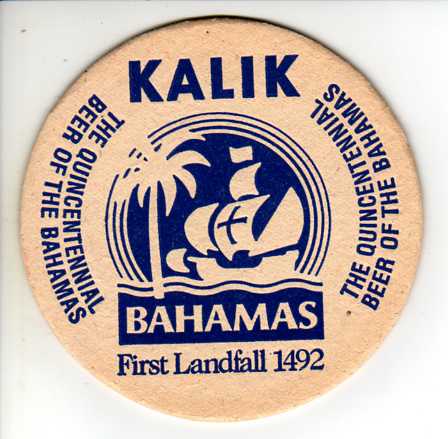 KALIK
THE QUINCENTENNIAL
BEER OF THE BAHAMAS
THE QUINCENTENNIAL
BEER OF THE BAHAMAS
BAHAMAS
First Landfall 1492